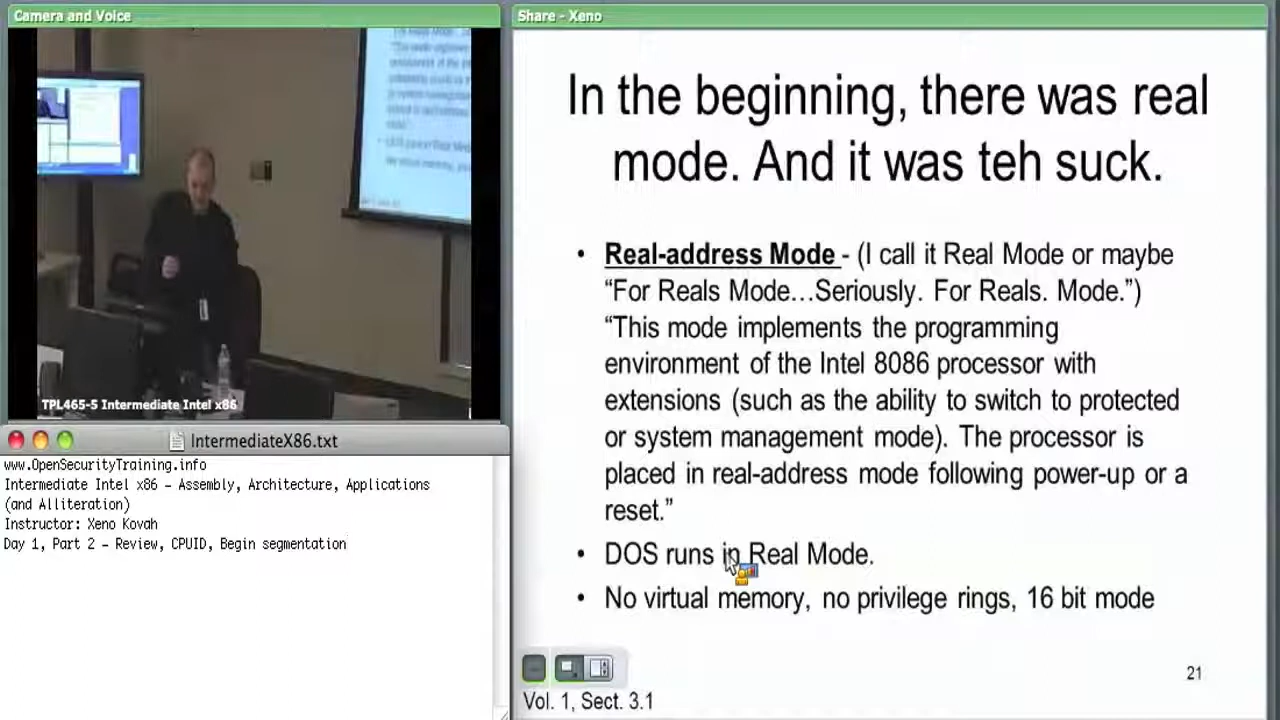 Camera and Voice
TPL465-5 Intermediate Intel x86
IntermediateX86.txt
www.OpenSecurityTraining.info
Intermediate Intel x86 – Assembly, Architecture, Applications
(and Alliteration)
Instructor: Xeno Kovah
Day 1, Part 2 – Review, CPUID, Begin segmentation
Share - Xeno
In the beginning, there was real
mode. And it was teh suck.
• Real-address Mode - (I call it Real Mode or maybe
“For Reals Mode…Seriously. For Reals. Mode.”)
“This mode implements the programming
environment of the Intel 8086 processor with
extensions (such as the ability to switch to protected
or system management mode). The processor is
placed in real-address mode following power-up or a
reset.”
• DOS runs in Real Mode.
• No virtual memory, no privilege rings, 16 bit mode
21
Vol. 1, Sect. 3.1